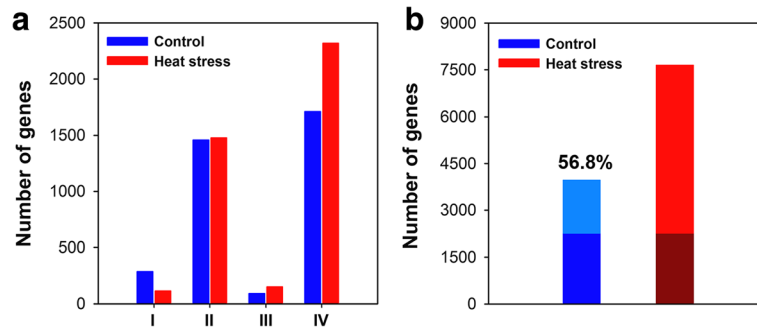 a
Number of genes
2500
2000
1500
1000
500
0
Control
Heat stress
I II III IV
b
Number of genes
9000
7500
6000
4500
3000
1500
0
Control
Heat stress
56.8%